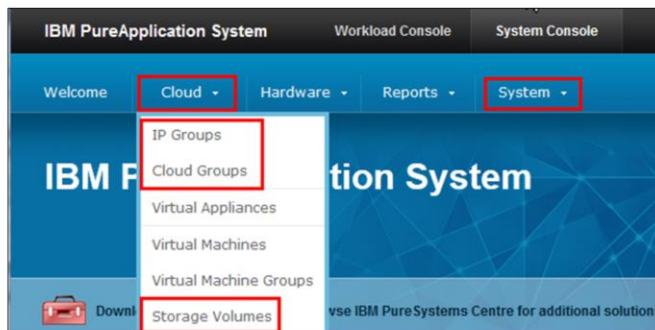 IBM PureApplication System Workload Console System Console
Welcome Cloud Hardware Reports System
IP Groups
Cloud Groups
IBM P tion System
Virtual Appliances
Virtual Machines
Virtual Machine Groups
Downl vse IBM PureSystems Centre for additional solution
Storage Volumes